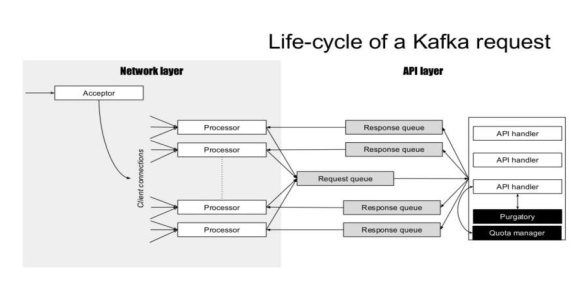 Life-cycle of a Kafka request
Network layer
API layer
Acceptor
Client connections
Processor
Processor
Processor
Processor
Request queue
Response queue
Response queue
Response queue
Response queue
API handler
API handler
API handler
Purgatory
Quota manager